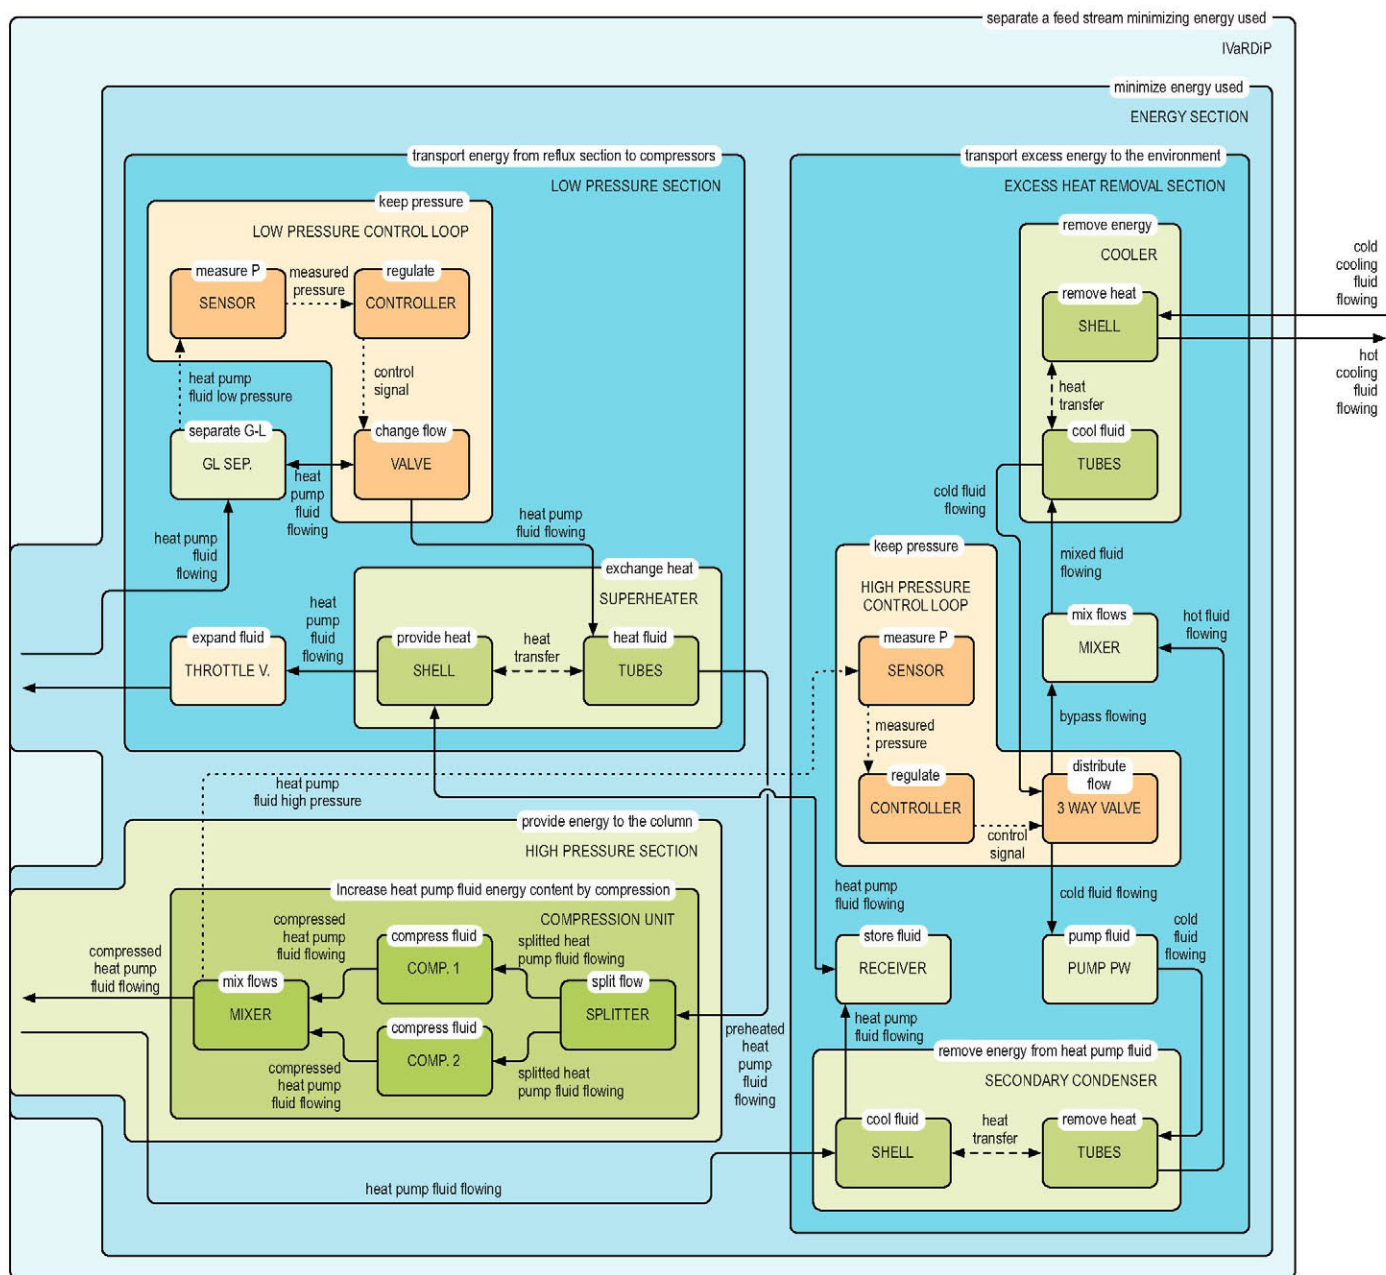 separate a feed stream minimizing energy used
IVaRDiP
minimize energy used
ENERGY SECTION
transport energy from reflux section to compressors
LOW PRESSURE SECTION
keep pressure
LOW PRESSURE CONTROL LOOP
measure P
SENSOR
measured
pressure
regulate
CONTROLLER
heat pump
fluid low pressure
control
signal
separate G-L
GL SEP.
change flow
VALVE
heat
pump
fluid
flowing
heat pump
fluid
flowing
heat pump
fluid flowing
exchange heat
SUPERHEATER
heat
pump
fluid
flowing
expand fluid
THROTTLE V.
provide heat
SHELL
heat
transfer
heat fluid
TUBES
transport excess energy to the environment
EXCESS HEAT REMOVAL SECTION
remove energy
COOLER
remove heat
SHELL
cold
cooling
fluid
flowing
hot
cooling
fluid
flowing
heat
transfer
cool fluid
TUBES
cold fluid
flowing
mixed fluid
flowing
keep pressure
HIGH PRESSURE
CONTROL LOOP
measure P
SENSOR
mix flows
MIXER
hot fluid
flowing
measured
pressure
bypass flowing
regulate
CONTROLLER
control
signal
distribute
flow
3 WAY VALVE
heat pump
fluid high pressure
heat pump
fluid flowing
cold fluid flowing
store fluid
RECEIVER
pump fluid
PUMP PW
cold
fluid
flowing
heat pump
fluid flowing
remove energy from heat pump fluid
SECONDARY CONDENSER
cool fluid
SHELL
heat
transfer
remove heat
TUBES
provide energy to the column
HIGH PRESSURE SECTION
Increase heat pump fluid energy content by compression
COMPRESSION UNIT
compressed
heat pump
fluid flowing
compressed
heat pump
fluid flowing
compress fluid
COMP. 1
splitted heat
pump fluid flowing
mix flows
MIXER
split flow
SPLITTER
compress fluid
COMP. 2
compressed
heat pump
fluid flowing
splitted heat
pump fluid flowing
preheated
heat
pump
fluid
flowing
heat pump fluid flowing